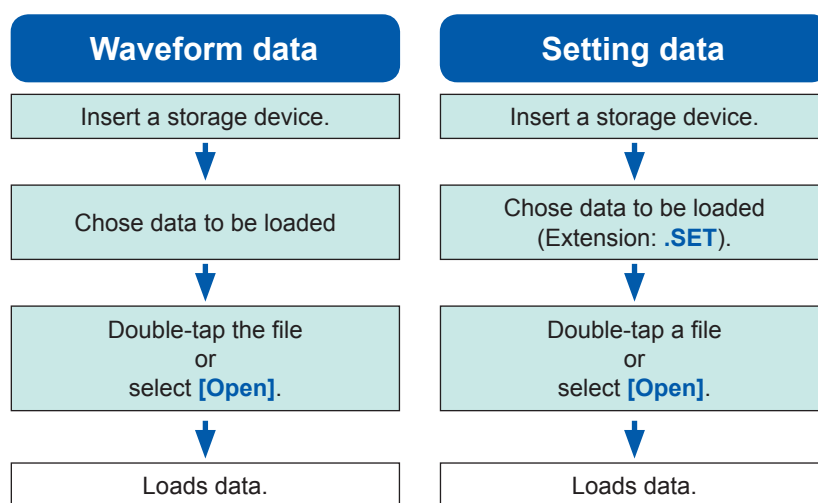 Waveform data
Insert a storage device.
Chose data to be loaded
Double-tap the file
or
select [Open].
Loads data.
Setting data
Insert a storage device.
Chose data to be loaded
(Extension: .SET).
Double-tap a file
or
select [Open].
Loads data.